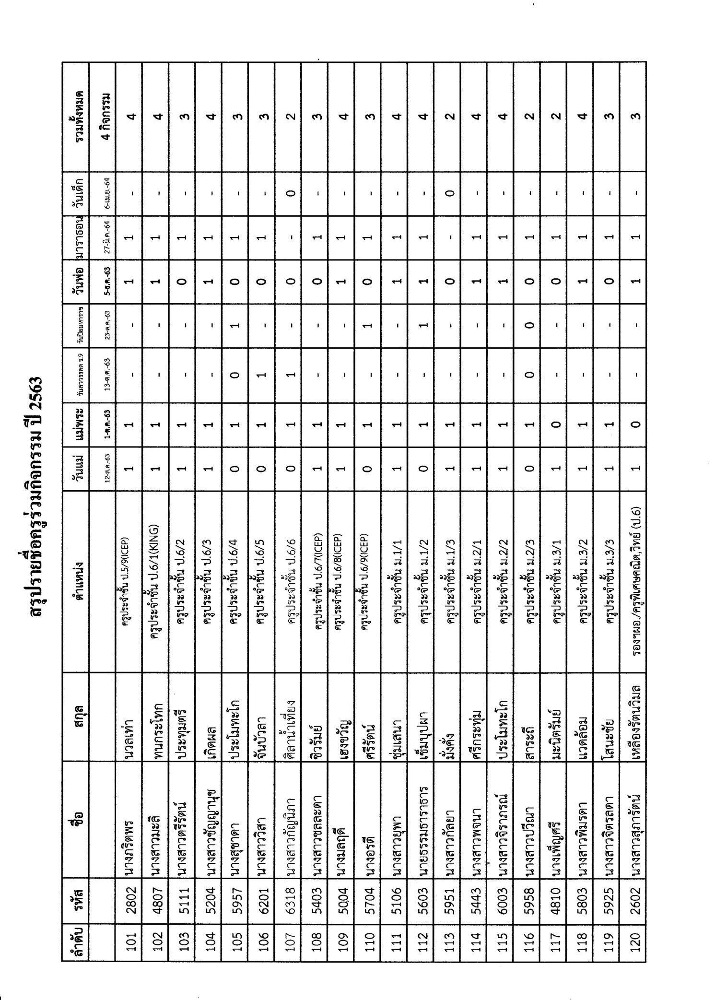 สรุปรายชื่อครูร่วมกิจกรรม ปี 2563
ลำดับ รหัส ชื่อ สกุล ตำแหน่ง วันแม่ แม่พระ วันสวรรคต ร.9 วันปิยมหาราช วันพ่อ มาราธอน วันเด็ก รวมทั้งหมด
12-ส.ค.-63 1-ต.ค.-63 13-ต.ค.-63 23-ต.ค.-63 5-ธ.ค.-63 27-มี.ค.-64 6-เม.ย.-64 4 กิจกรรม
101 2802 นางภริตพร นวลเท่า ครูประจำชั้น ป.5/9(ICEP) 1 1 - - 1 1 - 4
102 4807 นางสาวมะลิ ทนกระโทก ครูประจำชั้น ป.6/1(KING) 1 1 - - 1 1 - 4
103 5111 นางสาวตรีรัตน์ ประทุมตรี ครูประจำชั้น ป.6/2 1 1 - - 0 1 - 3
104 5204 นางสาวชัญญานุช เกิดผล ครูประจำชั้น ป.6/3 1 1 - - 1 1 - 4
105 5957 นางสุชาดา ประโมทะโก ครูประจำชั้น ป.6/4 0 1 0 1 0 1 - 3
106 6201 นางสาววิสา จันบัวลา ครูประจำชั้น ป.6/5 0 1 1 - 0 1 - 3
107 6318 นางสาวกัญนิภา ศิลาน้ำเที่ยง ครูประจำชั้น ป.6/6 0 1 1 - 0 - 0 2
108 5403 นางสาวชลละดา ชิวรัมย์ ครูประจำชั้น ป.6/7(ICEP) 1 1 - - 0 1 - 3
109 5004 นางมลฤดี เฮงขวัญ ครูประจำชั้น ป.6/8(ICEP) 1 1 - - 1 1 - 4
110 5704 นางอรดี ศรีรัตน์ ครูประจำชั้น ป.6/9(ICEP) 0 1 - 1 0 1 - 3
111 5106 นางสาวยุพา ชุ่มเสนา ครูประจำชั้น ม.1/1 1 1 - - 1 1 - 4
112 5603 นายธรรมธาราธาร เข็มบุปผา ครุประจำชั้น ม.1/2 0 1 - 1 1 1 - 4
113 5951 นางสาวกัลยา มั่งคั่ง ครูประจำชั้น ม.1/3 1 1 - - 0 - 0 2
114 5443 นางสาวพจนา ศรีกระทุ่ม ครูประจำชั้น ม.2/1 1 1 - - 1 1 - 4
115 6003 นางสาวจิราภรณ์ ประโมทะโก ครูประจำชั้น ม.2/2 1 1 - - 1 1 - 4
116 5958 นางสาวปวีณา สาระถี ครูประจำชั้น ม.2/3 0 1 0 0 0 1 - 2
117 4810 นางเพ็ญศรี มะนิตรัมย์ ครูประจำชั้น ม.3/1 1 0 - - 0 1 - 2
118 5803 นางสาวพิมรดา แวดล้อม ครูประจำชั้น ม.3/2 1 1 - - 1 1 - 4
119 5925 นางสาวจิตรลดา โสนะชัย ครูประจำชั้น ม.3/3 1 1 - - 0 1 - 3
120 2602 นางสาวสุภารัตน์ เหลืองรัตนวิมล รองฯผอ./ครูพิเศษคณิต,วิทย์ (ป.6) 1 0 - - 1 1 - 3